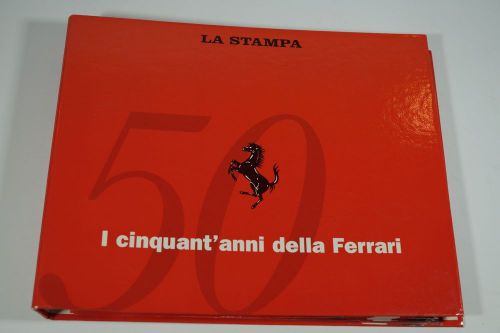 LA STAMPA
50
I cinquant'anni della Ferrari